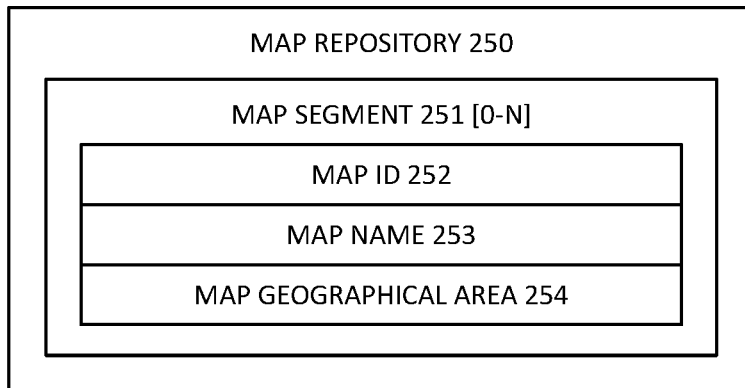 MAP REPOSITORY 250
MAP SEGMENT 251 [0-N]
MAP ID 252
MAP NAME 253
MAP GEOGRAPHICAL AREA 254